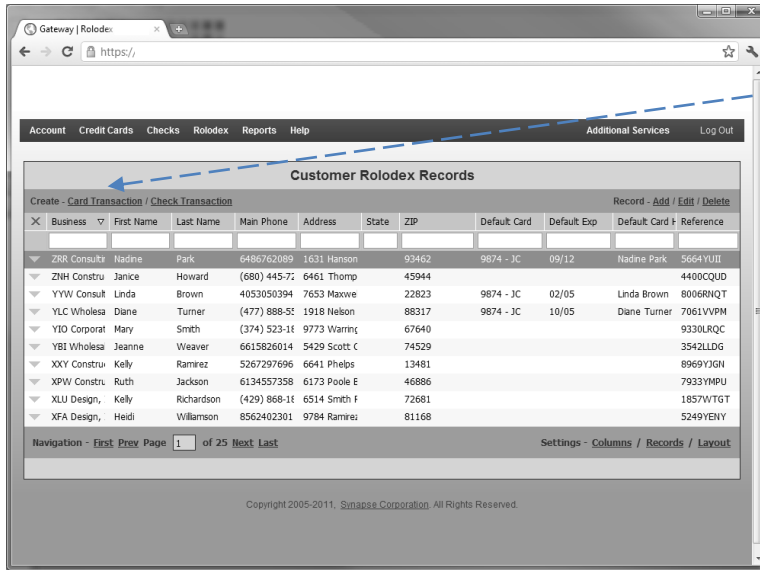 Gateway | Rolodex
https:/
Account Credit Cards Checks Rolodex Reports Help Additional Services Log Out
Customer Rolodex Records
Create - Card Transaction / Check Transaction Record - Add / Edit / Delete
Business First Name Last Name Main Phone Address State ZIP Default Card Default Exp Default Card H Reference
ZRR Consultin Nadine Park 6486762089 1631 Hanson 93462 9874 - JC 09/12 Nadine Park 5664YUII
ZNH Constru Janice Howard (680) 445-72 6461 Thomp 45944 4400CQUD
YYW Consult Linda Brown 4053050394 7653 Maxwe 22823 9874 - JC 02/05 Linda Brown 8006RNQT
YLC Wholesa Diane Turner (477) 888-55 1918 Nelson 88317 9874 - JC 10/05 Diane Turner 7061VVPM
YIO Corporat Mary Smith (374) 523-18 9773 Warring 67640 9330LRQC
YBI Wholesa Jeanne Weaver 6615826014 5429 Scott C 74529 3542LLDG
XXY Constru Kelly Ramirez 5267297696 6641 Phelps 13481 8969YJGN
XPW Constru Ruth Jackson 6134557358 6173 Poole E 46886 7933YMPU
XLU Design, Kelly Richardson (429) 868-18 6514 Smith F 72681 1857WTGT
XFA Design, Heidi Williamson 8562402301 9784 Ramirez 81168 5249YENY
Navigation - First Prev Page 1 of 25 Next Last Settings - Columns / Records / Layout
Copyright 2005-2011, Synapse Corporation. All Rights Reserved.